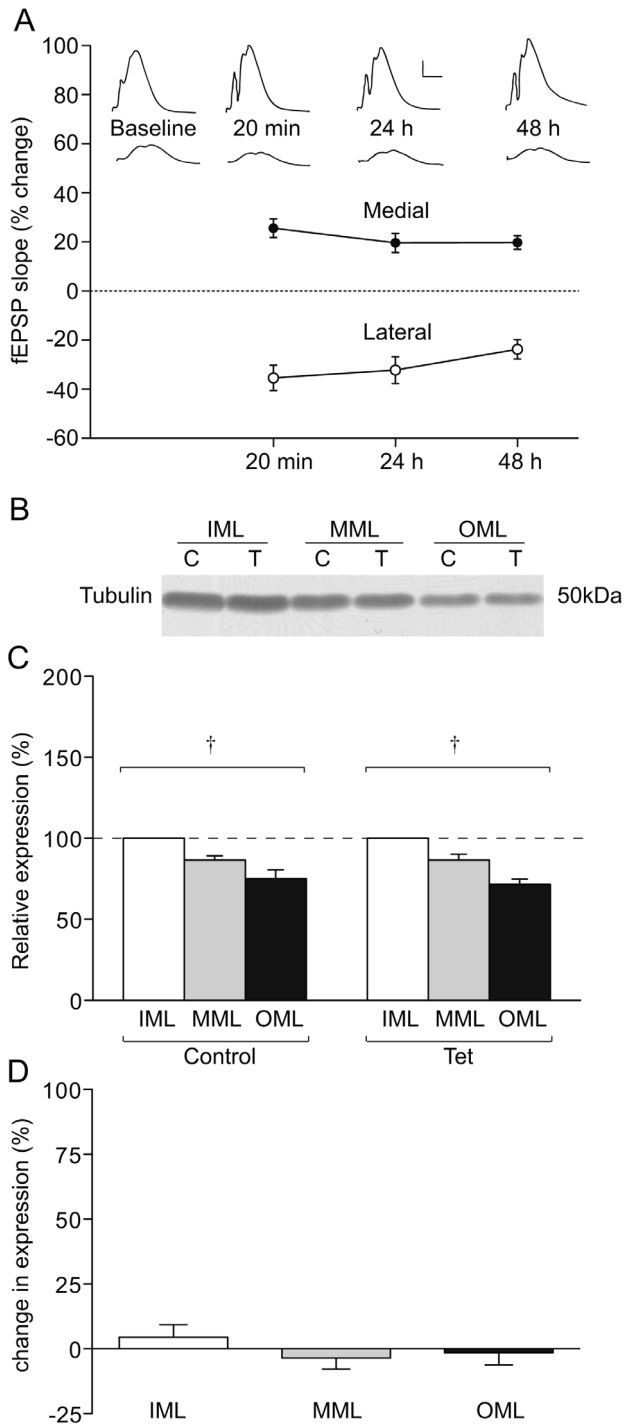 A
fEPSP slope (% change)
100
80
60
40
20
0
-20
-40
-60
Baseline 20 min 24 h 48 h
Medial
Lateral
20 min 24 h 48 h
B
IML MML OML
C T C T C T
Tubulin 50kDa
C
Relative expression (%)
200
150
100
50
0
† †
IML MML OML IML MML OML
Control Tet
D
change in expression (%)
100
75
50
25
0
-25
IML MML OML